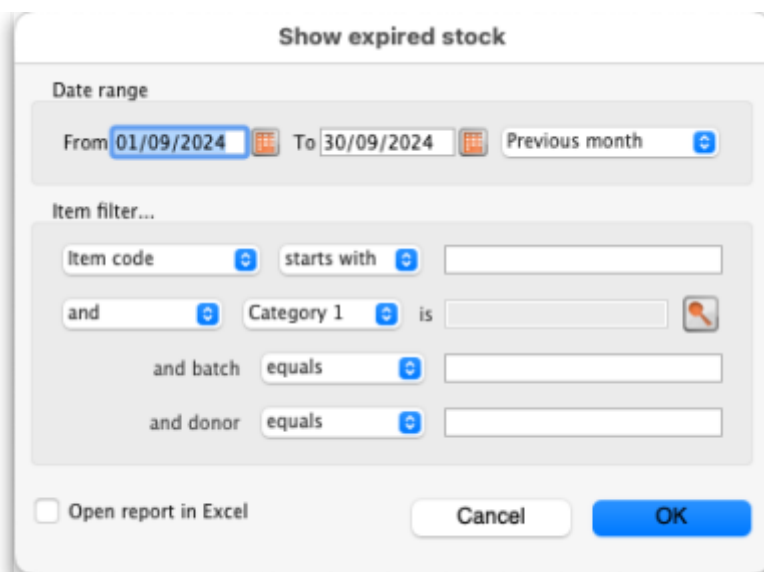 Show expired stock
Date range
From 01/09/2024 To 30/09/2024 Previous month
Item filter...
Item code starts with
and Category 1 is
and batch equals
and donor equals
Open report in Excel Cancel OK